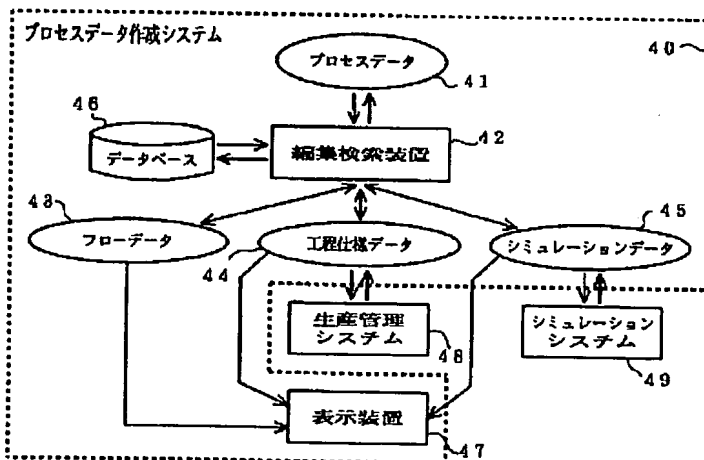 プロセスデータ作成システム
40
プロセスデータ
41
46
データベース
編集検索装置
42
43
フローデータ
工程仕様データ
44
シミュレーションデータ
45
生産管理
システム
48
シミュレーション
システム
49
表示装置
47